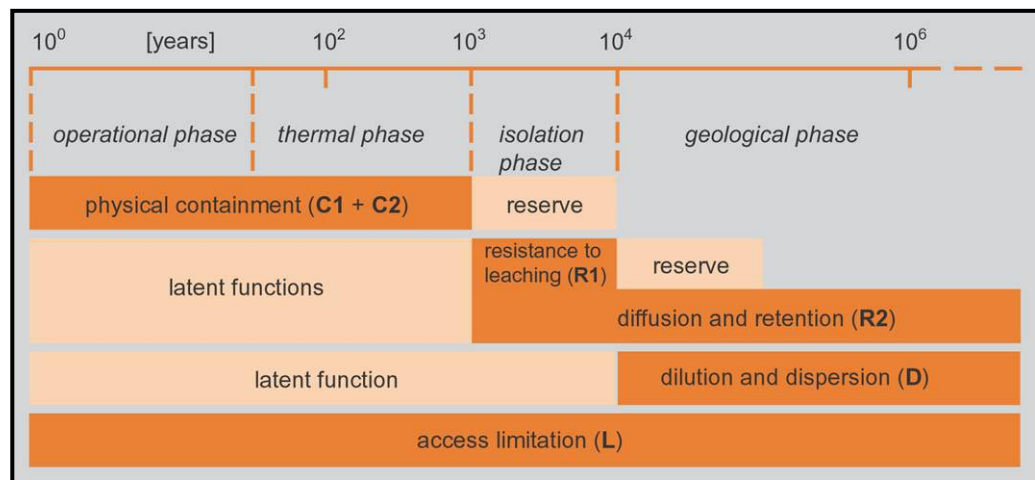 10⁰ [years] 10² 10³ 10⁴ 10⁶
operational phase thermal phase isolation phase geological phase
physical containment (C1 + C2) reserve
latent functions
resistance to
leaching (R1)
reserve
diffusion and retention (R2)
latent function dilution and dispersion (D)
access limitation (L)